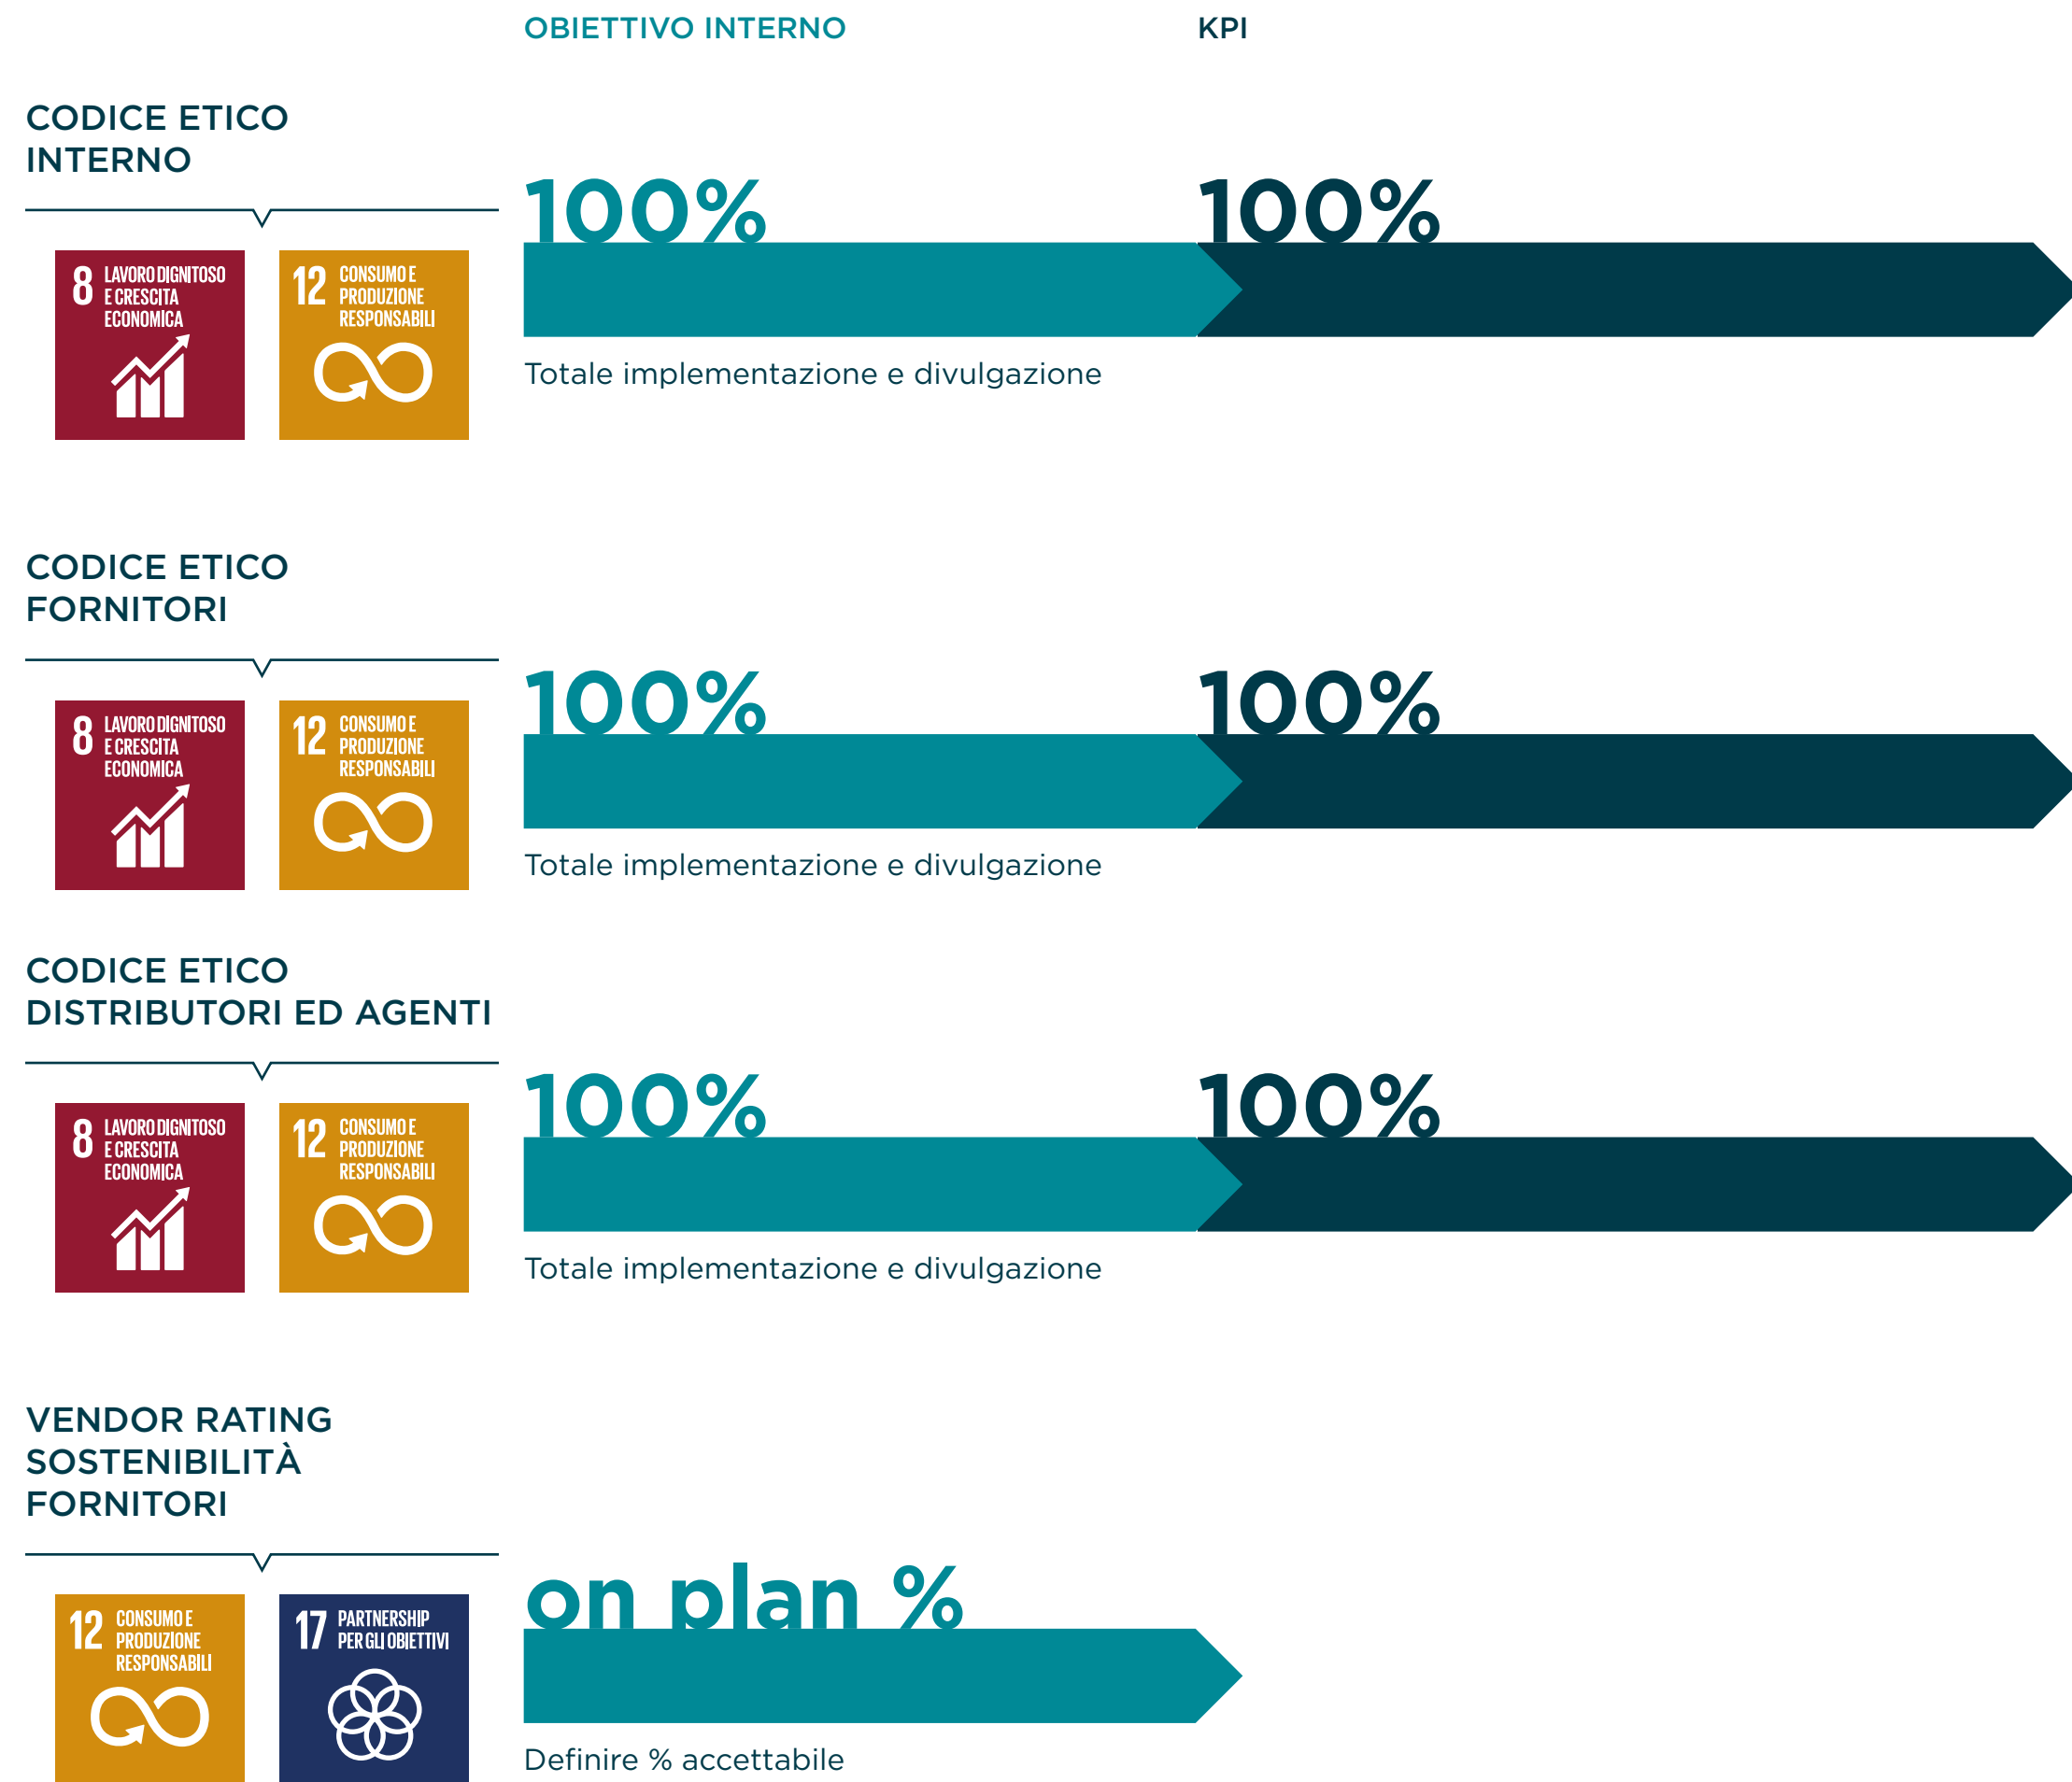 OBIETTIVO INTERNO
KPI
CODICE ETICO
INTERNO
100%
100%
8 LAVORO DIGNITOSO
E CRESCITA
ECONOMICA
12 CONSUMO E
PRODUZIONE
RESPONSABILI
Totale implementazione e divulgazione
CODICE ETICO
FORNITORI
100%
100%
8 LAVORO DIGNITOSO
E CRESCITA
ECONOMICA
12 CONSUMO E
PRODUZIONE
RESPONSABILI
Totale implementazione e divulgazione
CODICE ETICO
DISTRIBUTORI ED AGENTI
100%
100%
8 LAVORO DIGNITOSO
E CRESCITA
ECONOMICA
12 CONSUMO E
PRODUZIONE
RESPONSABILI
Totale implementazione e divulgazione
VENDOR RATING
SOSTENIBILITÀ
FORNITORI
on plan %
12 CONSUMO E
PRODUZIONE
RESPONSABILI
17 PARTNERSHIP
PER GLI OBIETTIVI
Definire % accettabile